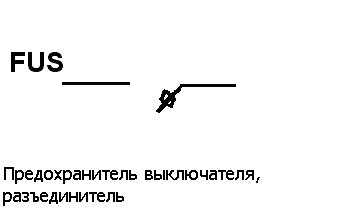 FUS
Предохранитель выключателя,
разъединитель